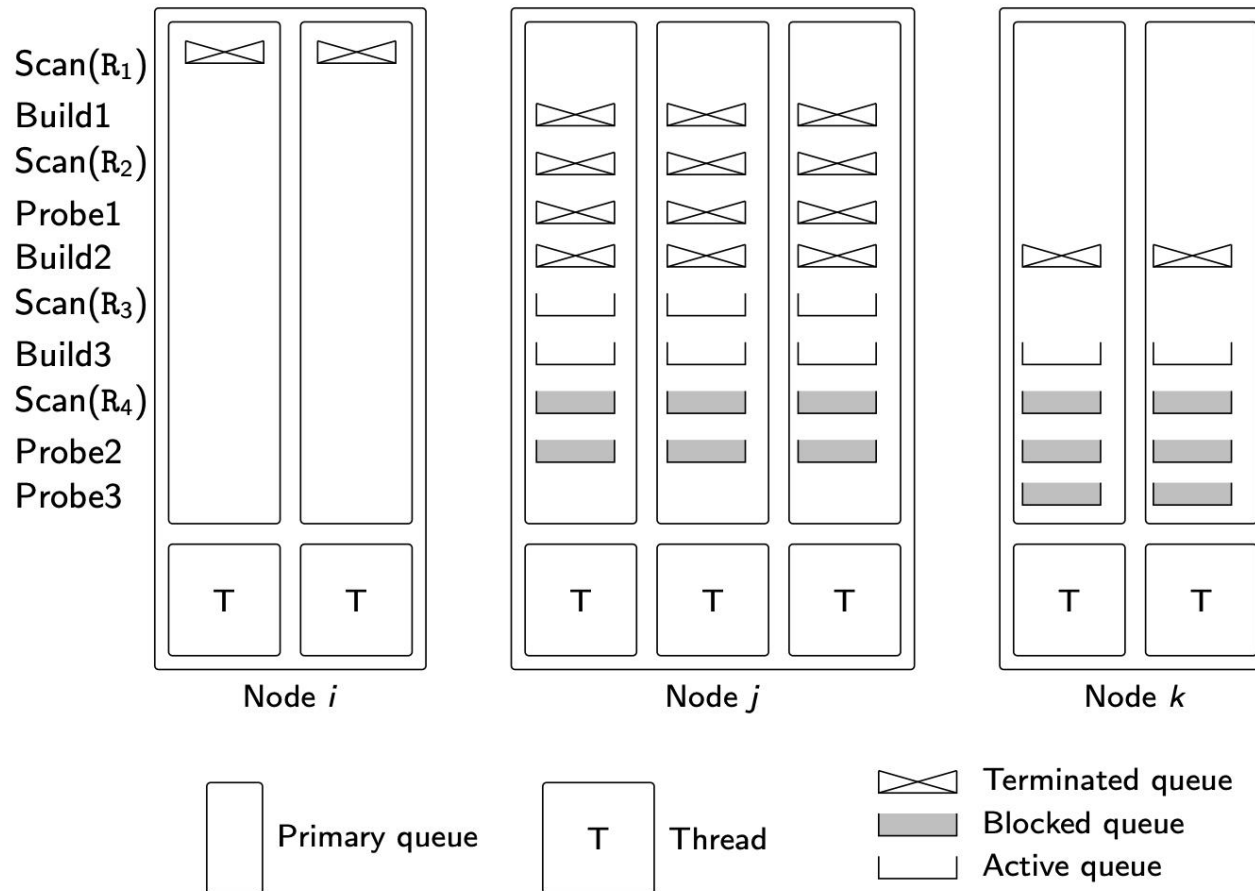 Scan(R₁)
Build1
Scan(R₂)
Probe1
Build2
Scan(R₃)
Build3
Scan(R₄)
Probe2
Probe3
T T T T T T T
Node i Node j Node k
Primary queue
T
Thread
Terminated queue
Blocked queue
Active queue